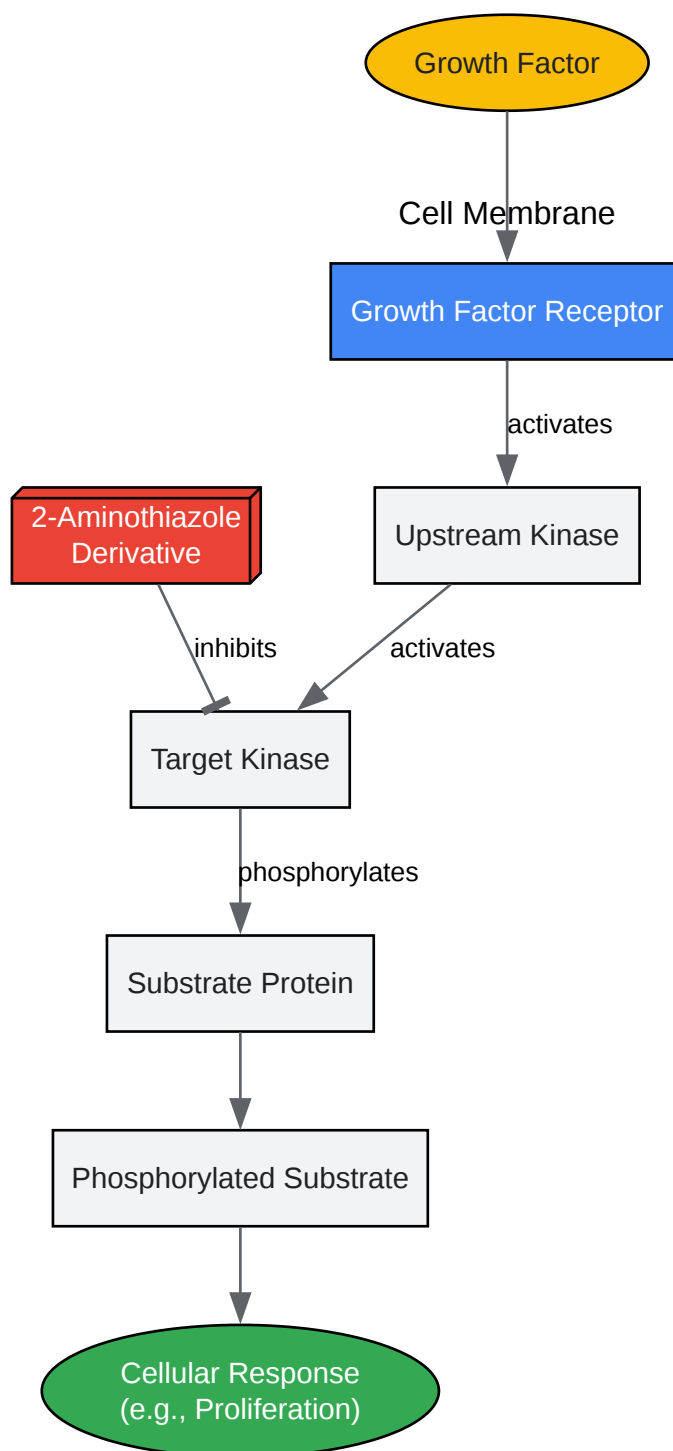 Growth Factor
Cell Membrane
Growth Factor Receptor
activates
2-Aminothiazole
Derivative
Upstream Kinase
inhibits
activates
Target Kinase
phosphorylates
Substrate Protein
Phosphorylated Substrate
Cellular Response
(e.g., Proliferation)